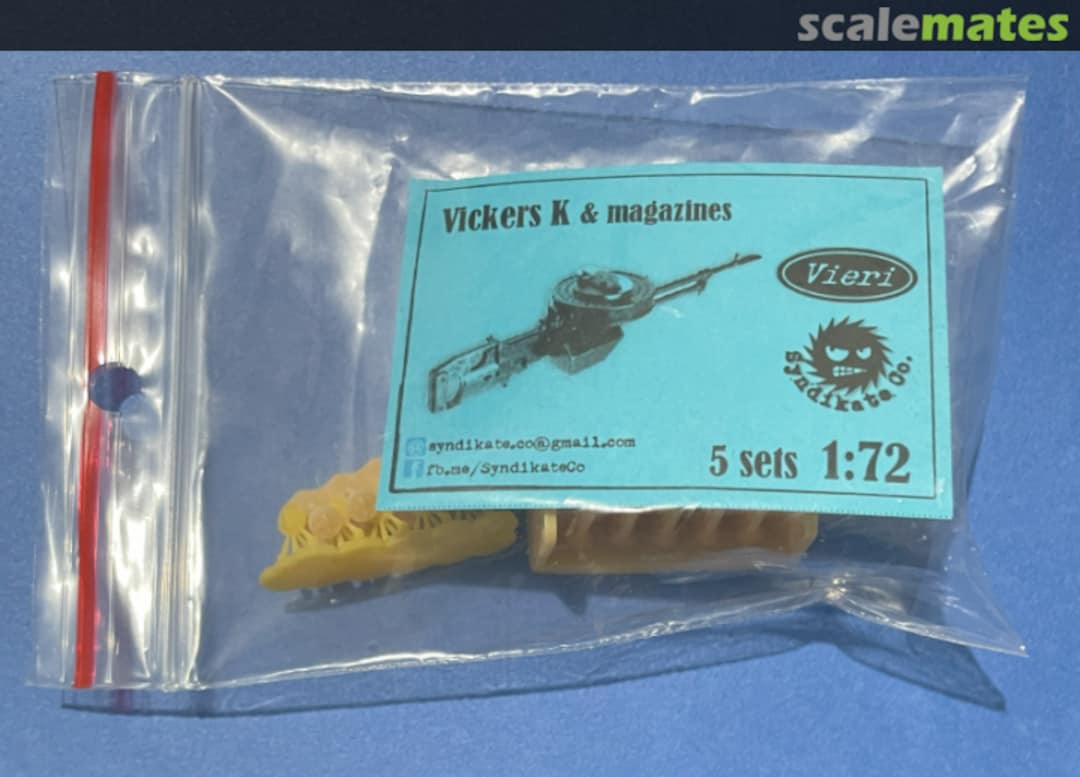 scalemates
Vickers K & magazines
Vieri
Syndikate Co.
syndikate.co@gmail.com
fb.me/SyndikateCo
5 sets 1:72